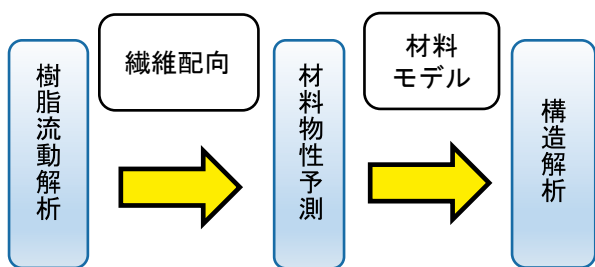 樹脂流動解析
繊維配向
材料物性予測
材料
モデル
構造解析